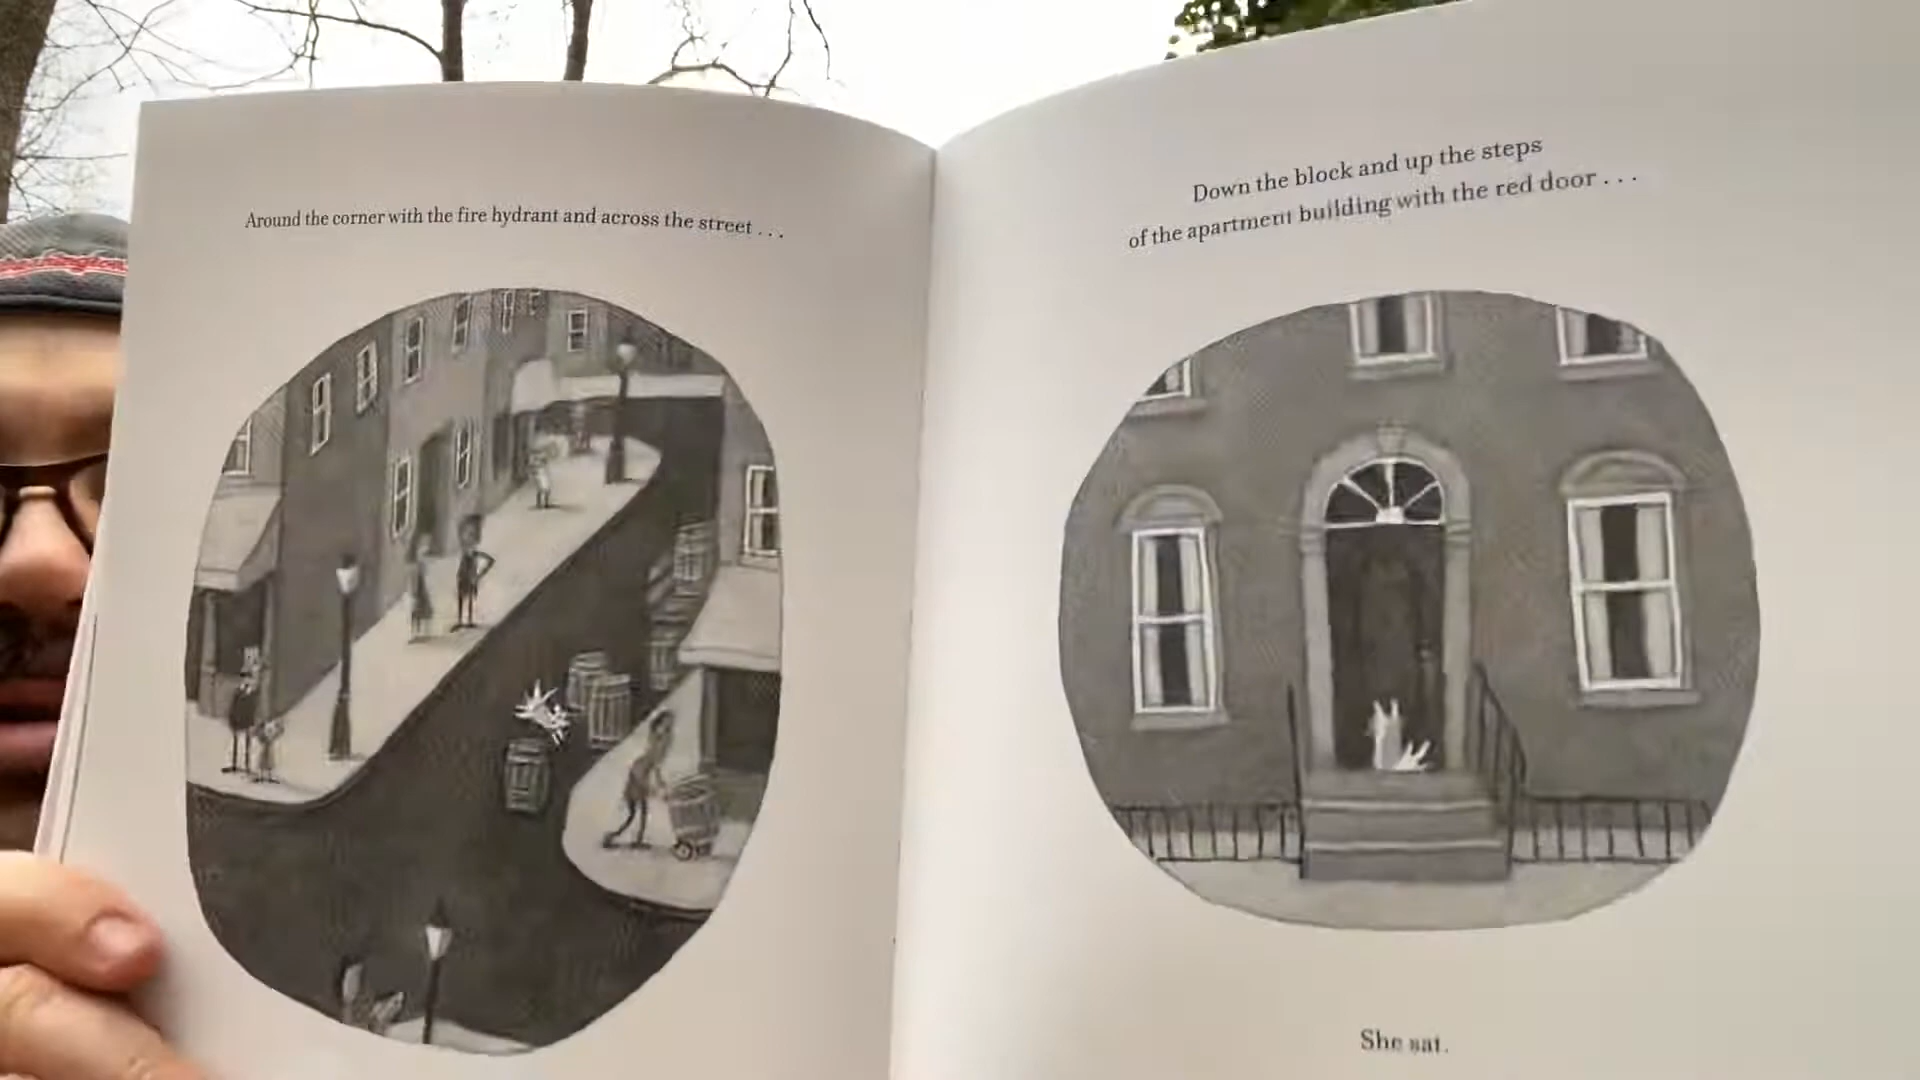 Around the corner with the fire hydrant and across the street . . .
Down the block and up the steps
of the apartment building with the red door . . .
She sat.